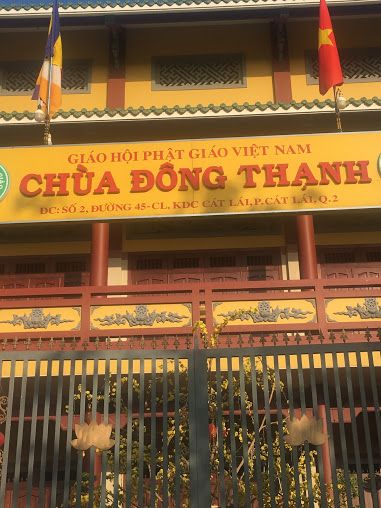 GIÁO HỘI PHẬT GIÁO VIỆT NAM
CHÙA ĐỒNG THẠNH
ĐC: SỐ 2, ĐƯỜNG 45-CL, KDC CÁT LÁI, P.CÁT LÁI, Q.2